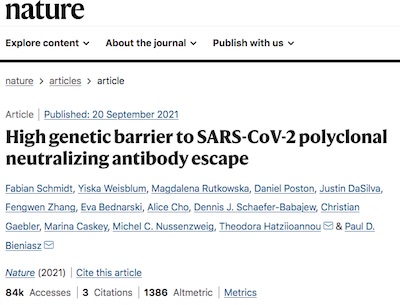 nature
Explore content
About the journal
Publish with us
nature > articles > article
Article | Published: 20 September 2021
High genetic barrier to SARS-CoV-2 polyclonal
neutralizing antibody escape
Fabian Schmidt, Yiska Weisblum, Magdalena Rutkowska, Daniel Poston, Justin DaSilva,
Fengwen Zhang, Eva Bednarski, Alice Cho, Dennis J. Schaefer-Babajew, Christian
Gaebler, Marina Caskey, Michel C. Nussenzweig, Theodora Hatziioannou & Paul D.
Bieniasz
Nature (2021) | Cite this article
84k Accesses | 3 Citations | 1386 Altmetric | Metrics